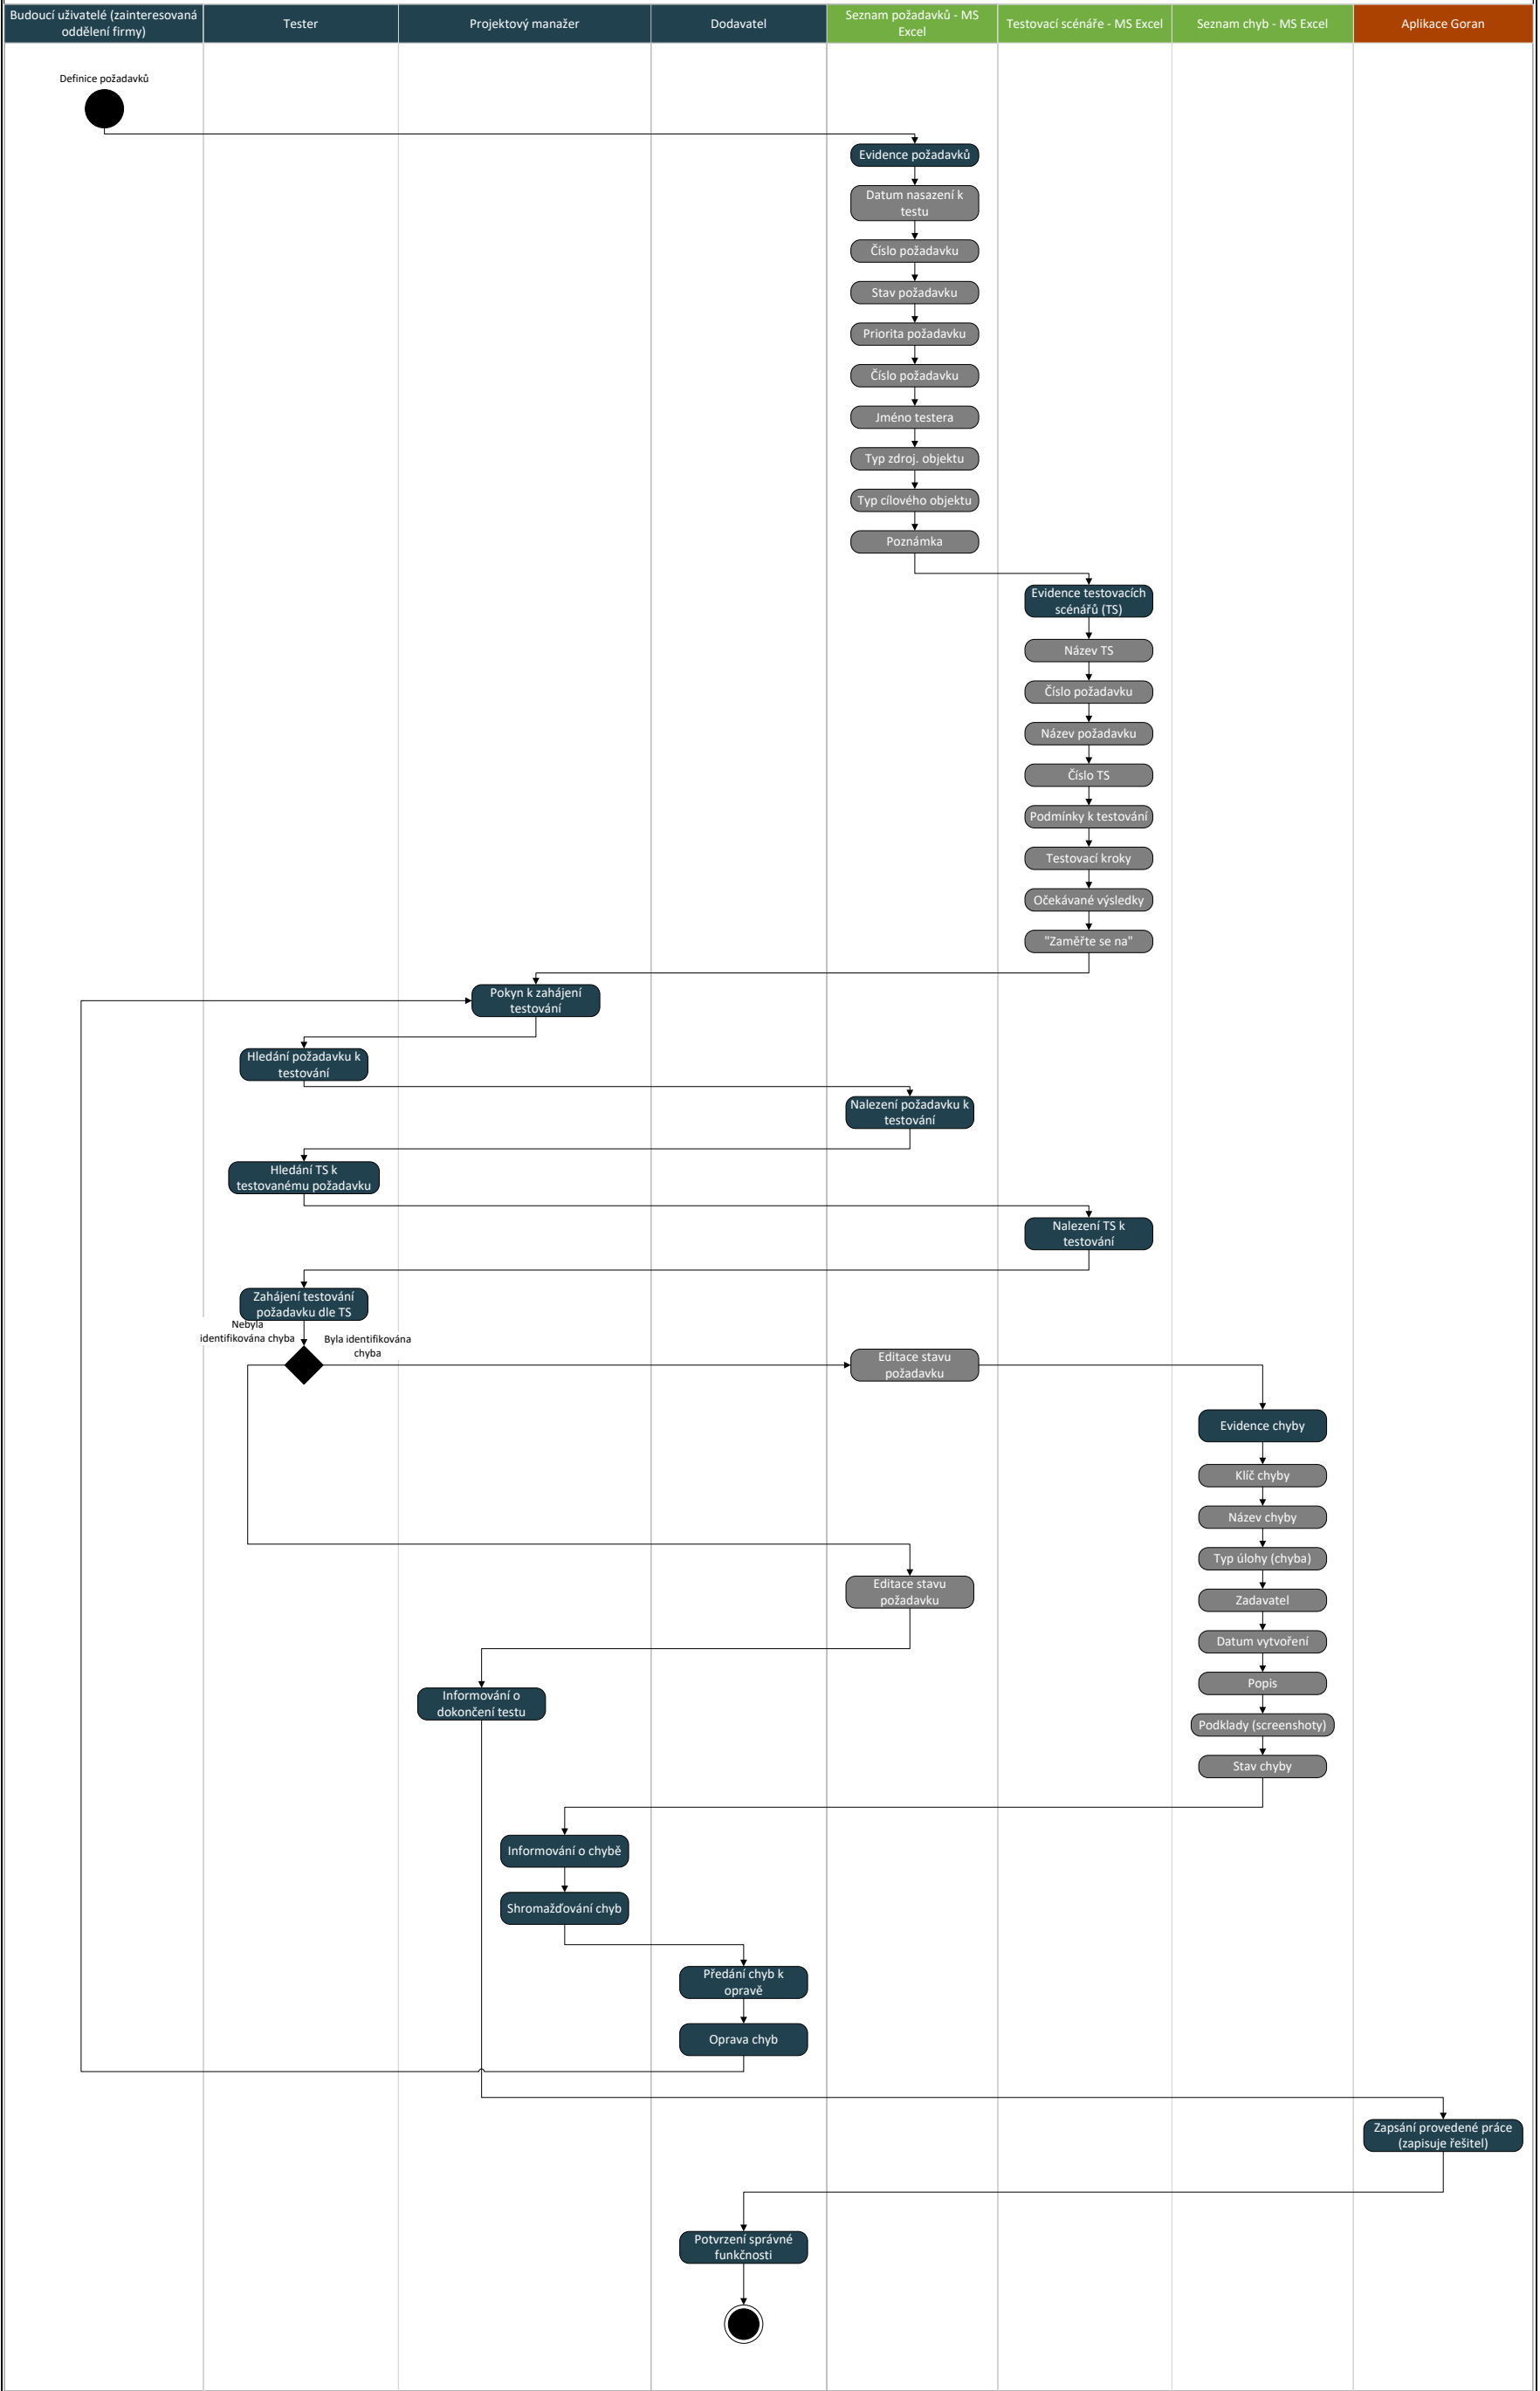 Budoucí uživatelé (zainteresovaná
oddělení firmy)
Tester
Projektový manažer
Dodavatel
Seznam požadavků - MS
Excel
Testovací scénáře - MS Excel
Seznam chyb - MS Excel
Aplikace Goran
Definice požadavků
Evidence požadavků
Datum nasazení k
testu
Číslo požadavku
Stav požadavku
Priorita požadavku
Číslo požadavku
Jméno testera
Typ zdroj. objektu
Typ cílového objektu
Poznámka
Evidence testovacích
scénářů (TS)
Název TS
Číslo požadavku
Název požadavku
Číslo TS
Podmínky k testování
Testovací kroky
Očekávané výsledky
"Zaměřte se na"
Pokyn k zahájení
testování
Hledání požadavku k
testování
Nalezení požadavku k
testování
Hledání TS k
testovanému požadavku
Nalezení TS k
testování
Zahájení testování
požadavku dle TS
Nebyla
identifikována chyba
Byla identifikována
chyba
Editace stavu
požadavku
Evidence chyby
Klíč chyby
Název chyby
Typ úlohy (chyba)
Editace stavu
požadavku
Zadavatel
Datum vytvoření
Popis
Informování o
dokončení testu
Podklady (screenshoty)
Stav chyby
Informování o chybě
Shromažďování chyb
Předání chyb k
opravě
Oprava chyb
Zapsání provedené práce
(zapisuje řešitel)
Potvrzení správné
funkčnosti